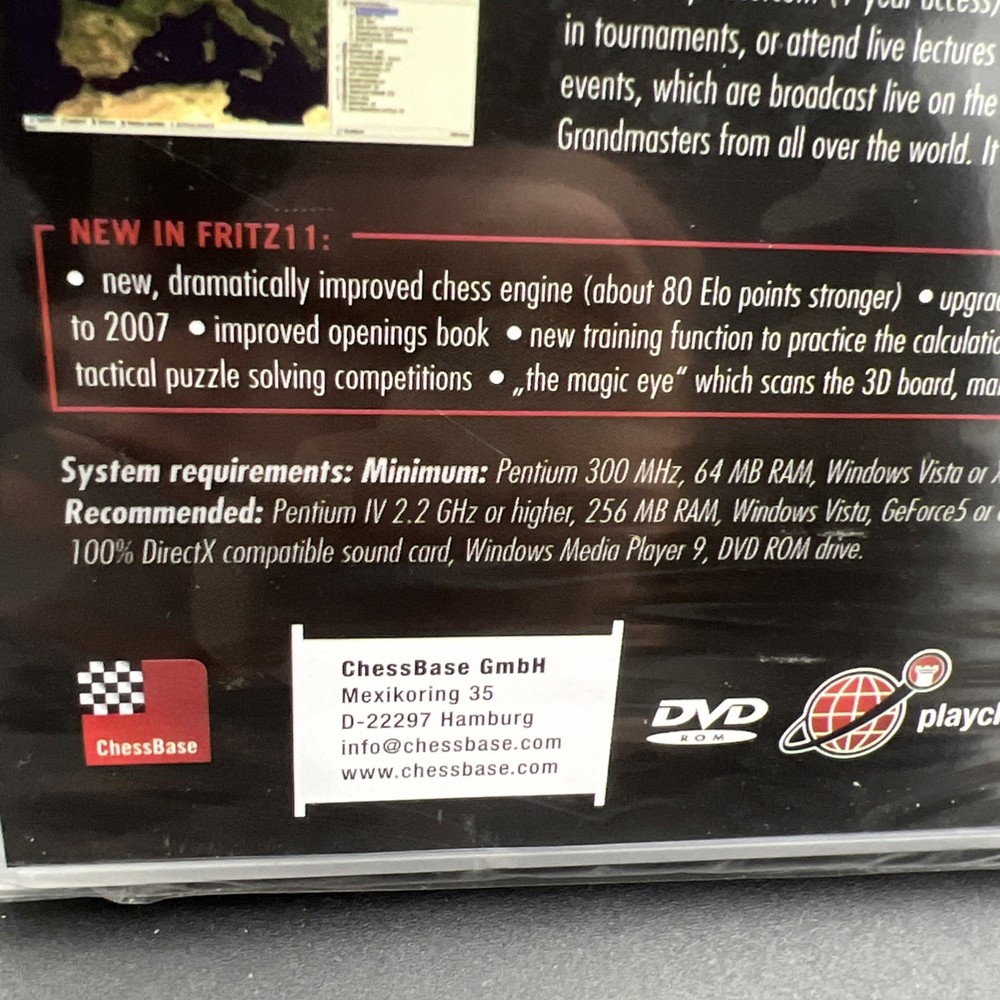 in tournaments, or attend live lectures
events, which are broadcast live on the
Grandmasters from all over the world. It
NEW IN FRITZ11:
• new, dramatically improved chess engine (about 80 Elo points stronger) • upgra
to 2007 • improved openings book • new training function to practice the calculatio
tactical puzzle solving competitions • „the magic eye“ which scans the 3D board, ma
System requirements: Minimum: Pentium 300 MHz, 64 MB RAM, Windows Vista or
Recommended: Pentium IV 2.2 GHz or higher, 256 MB RAM, Windows Vista, GeForce5 or
100% DirectX compatible sound card, Windows Media Player 9, DVD ROM drive.
ChessBase
ChessBase GmbH
Mexikoring 35
D-22297 Hamburg
info@chessbase.com
www.chessbase.com
DVD
ROM
playch